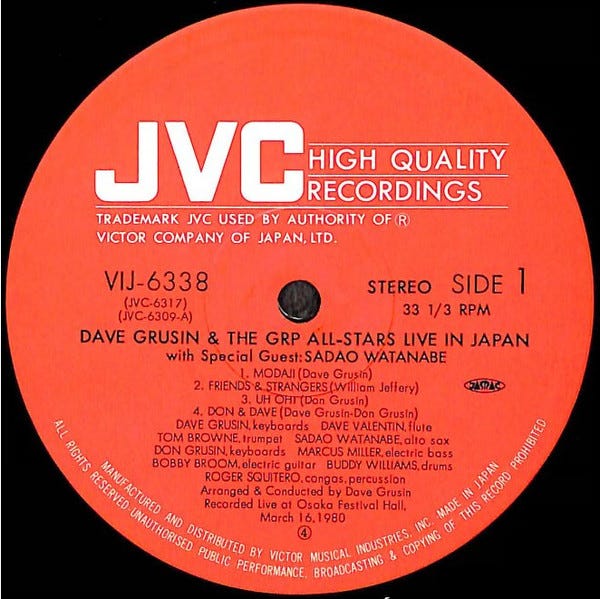 JVC HIGH QUALITY
RECORDINGS
TRADEMARK JVC USED BY AUTHORITY OF Ⓡ
VICTOR COMPANY OF JAPAN, LTD.
VIJ-6338
(JVC-6317)
(JVC-6309-A)
STEREO SIDE 1
33 1/3 RPM
DAVE GRUSIN & THE GRP ALL-STARS LIVE IN JAPAN
with Special Guest: SADAO WATANABE
1. MODAJI (Dave Grusin)
2. FRIENDS & STRANGERS (William Jeffery)
3. UH OH! (Don Grusin)
4. DON & DAVE (Dave Grusin-Don Grusin)
JASRAC
DAVE GRUSIN, keyboards DAVE VALENTIN, flute
TOM BROWNE, trumpet SADAO WATANABE, alto sax
DON GRUSIN, keyboards MARCUS MILLER, electric bass
BOBBY BROOM, electric guitar BUDDY WILLIAMS, drums
ROGER SQUITERO, congas, percussion
Arranged & Conducted by Dave Grusin
Recorded Live at Osaka Festival Hall,
March 16, 1980
④
MANUFACTURED AND DISTRIBUTED BY VICTOR MUSICAL INDUSTRIES, INC. MADE IN JAPAN
ALL RIGHTS RESERVED·UNAUTHORISED PUBLIC PERFORMANCE, BROADCASTING & COPYING OF THIS RECORD PROHIBITED